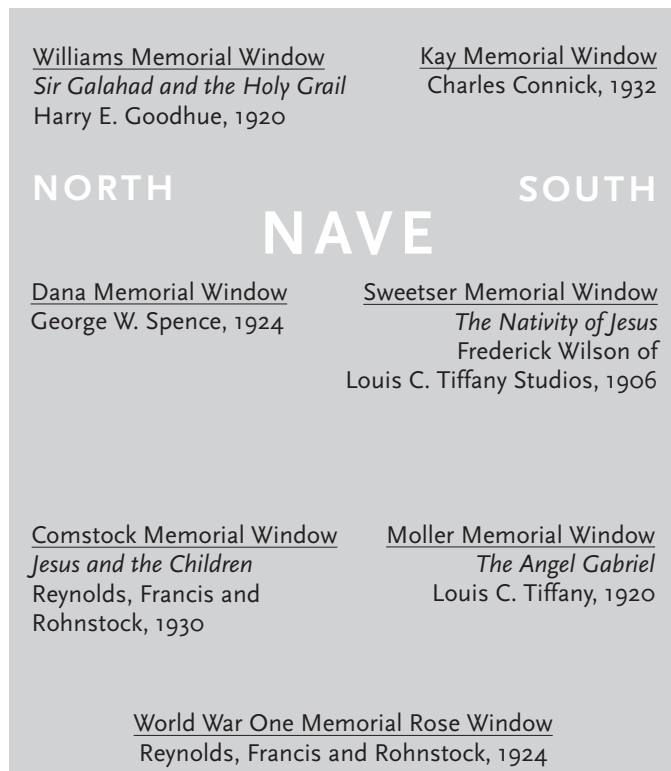 Williams Memorial Window
Sir Galahad and the Holy Grail
Harry E. Goodhue, 1920
Kay Memorial Window
Charles Connick, 1932
NORTH
SOUTH
NAVE
Dana Memorial Window
George W. Spence, 1924
Sweetser Memorial Window
The Nativity of Jesus
Frederick Wilson of
Louis C. Tiffany Studios, 1906
Comstock Memorial Window
Jesus and the Children
Reynolds, Francis and
Rohnstock, 1930
Moller Memorial Window
The Angel Gabriel
Louis C. Tiffany, 1920
World War One Memorial Rose Window
Reynolds, Francis and Rohnstock, 1924